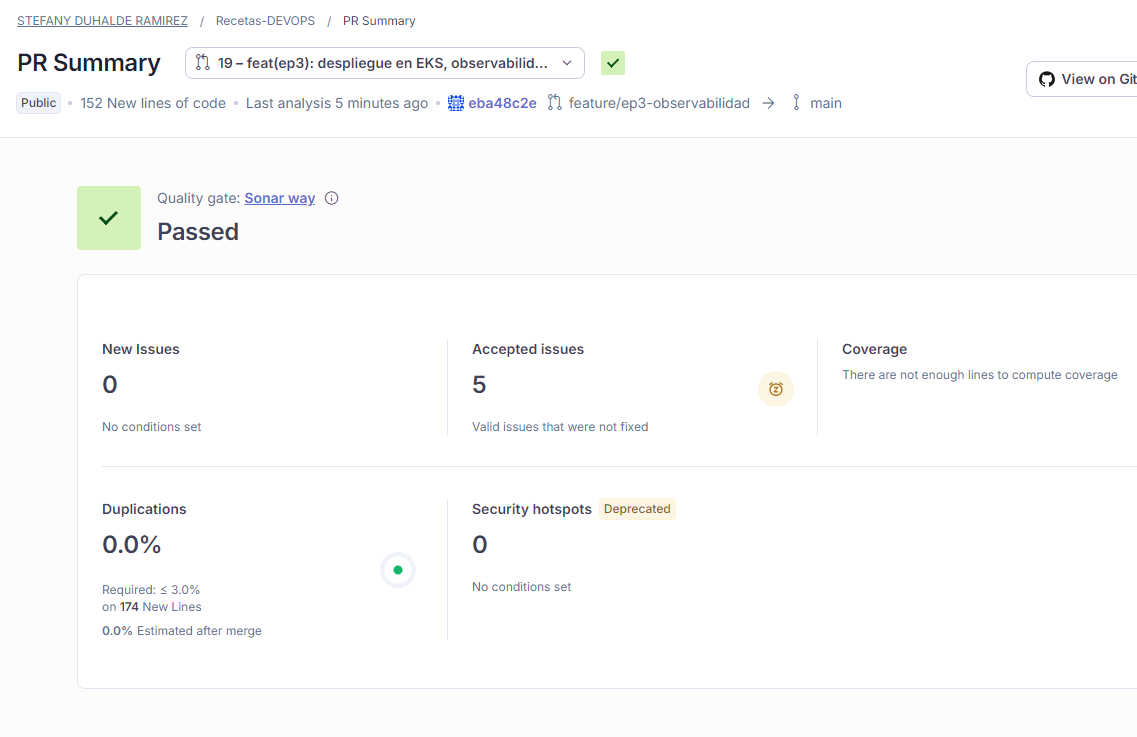 STEFANY DUHALDE RAMIREZ / Recetas-DEVOPS / PR Summary
PR Summary
19 – feat(ep3): despliegue en EKS, observabilid...
View on Git
Public • 152 New lines of code • Last analysis 5 minutes ago • eba48c2e feature/ep3-observabilidad → main
Quality gate: Sonar way
Passed
New Issues
0
No conditions set
Accepted issues
5
Valid issues that were not fixed
Coverage
There are not enough lines to compute coverage
Duplications
0.0%
Required: ≤ 3.0%
on 174 New Lines
0.0% Estimated after merge
Security hotspots Deprecated
0
No conditions set